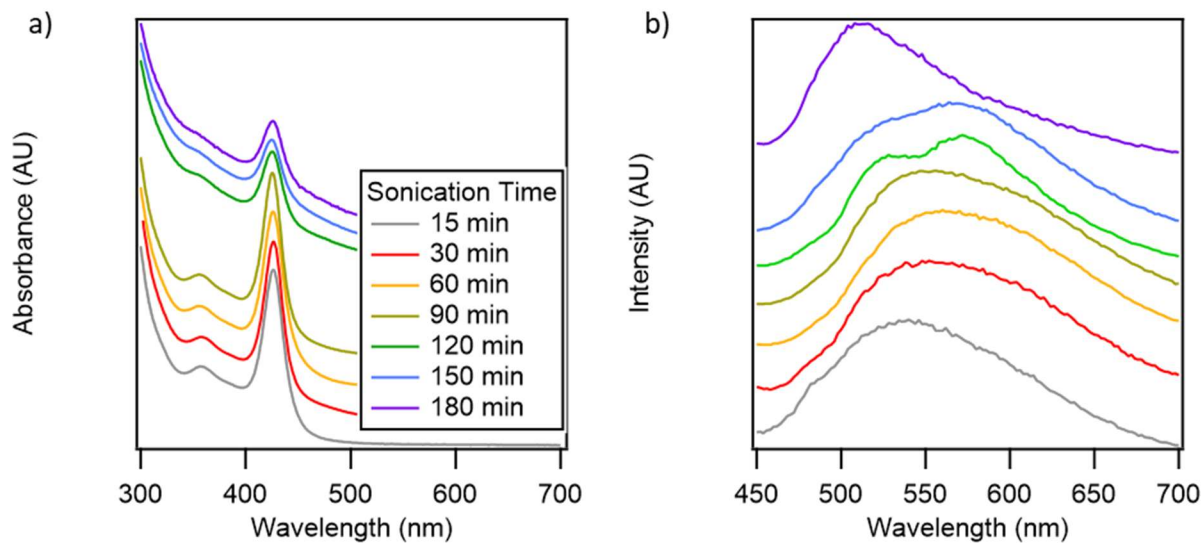 a)
Absorbance (AU)
Sonication Time
15 min
30 min
60 min
90 min
120 min
150 min
180 min
300 400 500 600 700
Wavelength (nm)
b)
Intensity (AU)
450 500 550 600 650 700
Wavelength (nm)